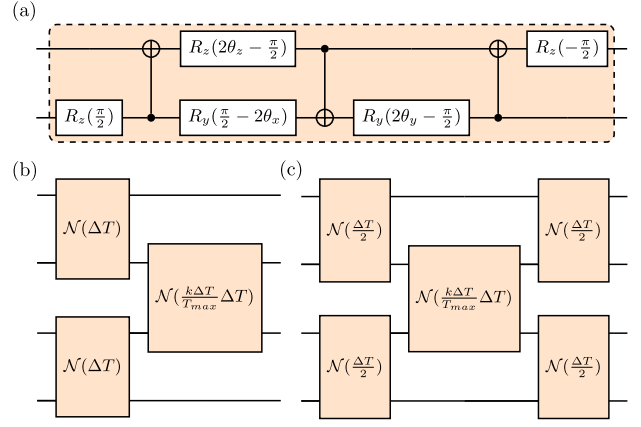 (a)
R_z(2θ_z − π/2) R_z(−π/2)
R_z(π/2) R_y(π/2 − 2θ_x) R_y(2θ_y − π/2)
(b) (c)
𝒩(ΔT) 𝒩(ΔT/2) 𝒩(ΔT/2)
𝒩(kΔT/T_max ΔT) 𝒩(kΔT/T_max ΔT)
𝒩(ΔT) 𝒩(ΔT/2) 𝒩(ΔT/2)